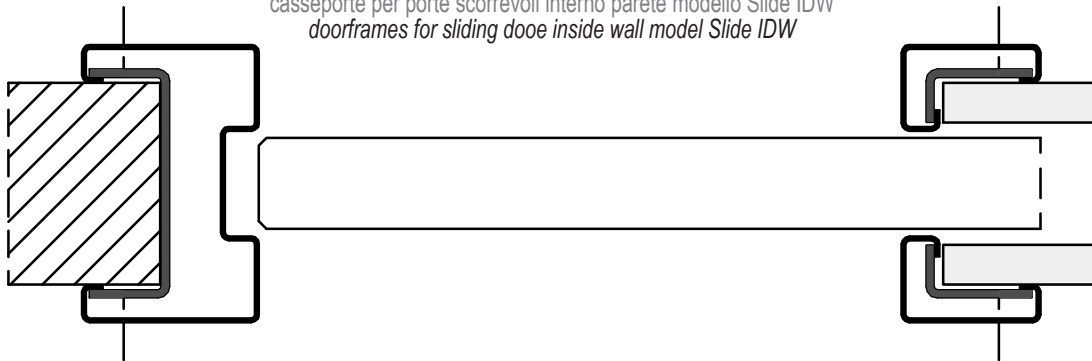 casseporte per porte scorrevoli interno parete modello Slide IDW
doorframes for sliding dooe inside wall model Slide IDW